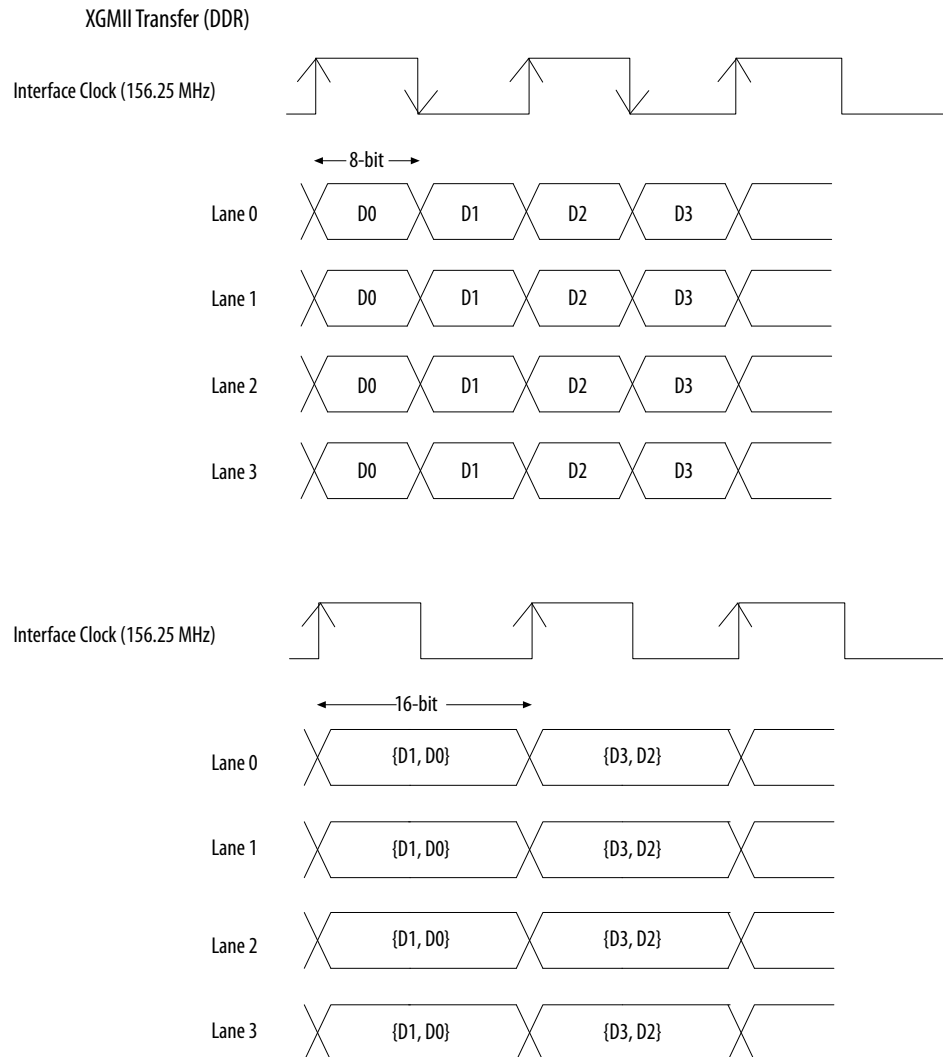 XGMII Transfer (DDR)
Interface Clock (156.25 MHz)
8-bit
Lane 0 D0 D1 D2 D3
Lane 1 D0 D1 D2 D3
Lane 2 D0 D1 D2 D3
Lane 3 D0 D1 D2 D3
Interface Clock (156.25 MHz)
16-bit
Lane 0 {D1, D0} {D3, D2}
Lane 1 {D1, D0} {D3, D2}
Lane 2 {D1, D0} {D3, D2}
Lane 3 {D1, D0} {D3, D2}